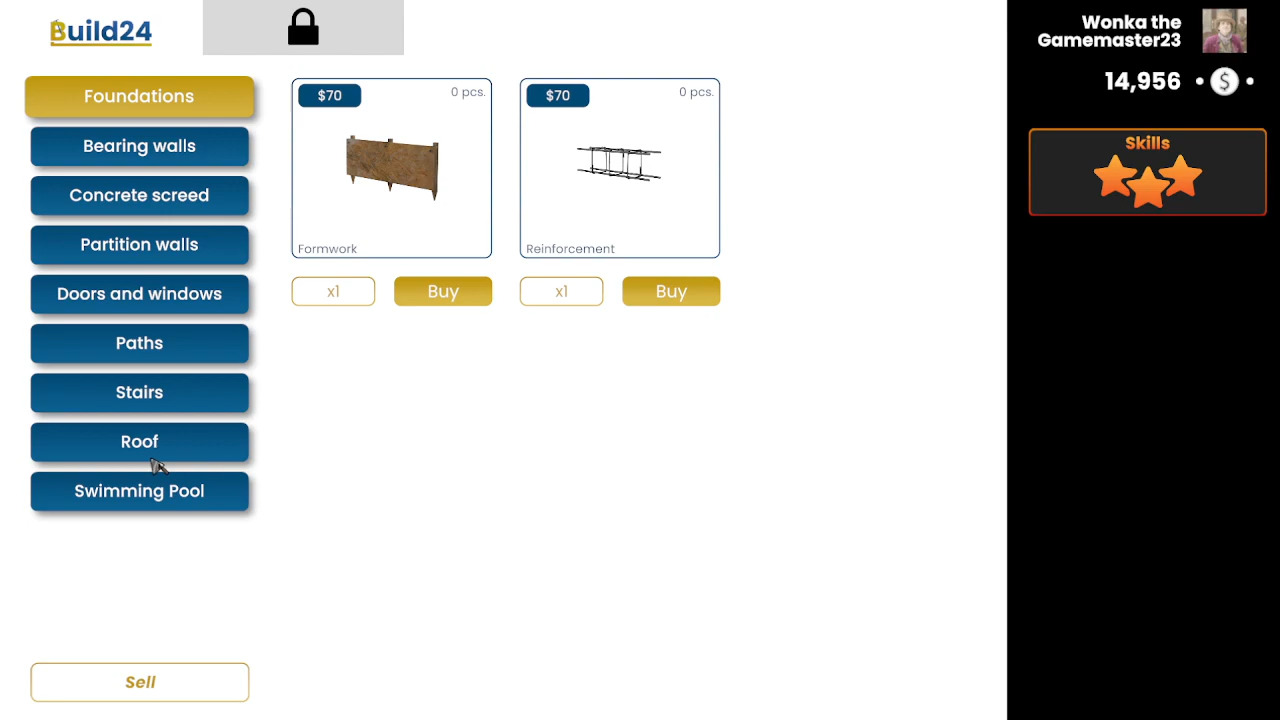 Build24
Wonka the
Gamemaster23
14,956
$
Skills
Foundations
Bearing walls
Concrete screed
Partition walls
Doors and windows
Paths
Stairs
Roof
Swimming Pool
Sell
$70
0 pcs.
Formwork
x1
Buy
$70
0 pcs.
Reinforcement
x1
Buy